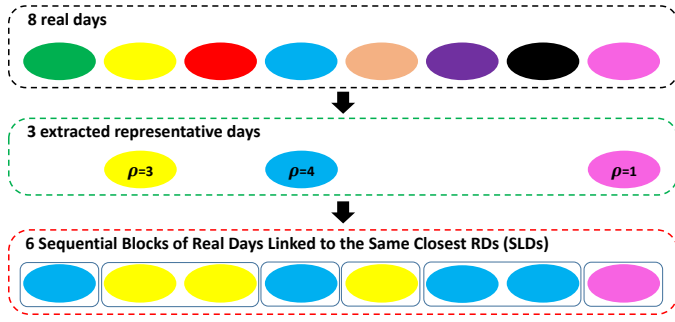 8 real days
3 extracted representative days
ρ=3
ρ=4
ρ=1
6 Sequential Blocks of Real Days Linked to the Same Closest RDs (SLDs)